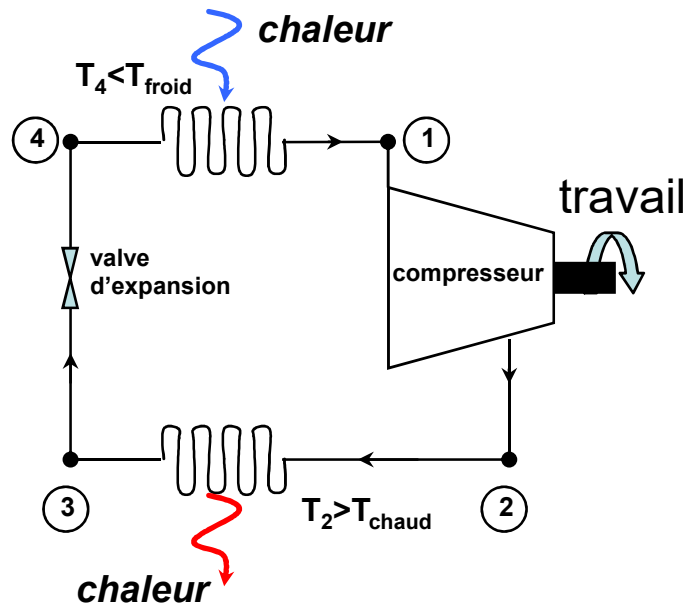 chaleur
T4<Tfroid
4
1
travail
valve
d'expansion
compresseur
3
T2>Tchaud
2
chaleur